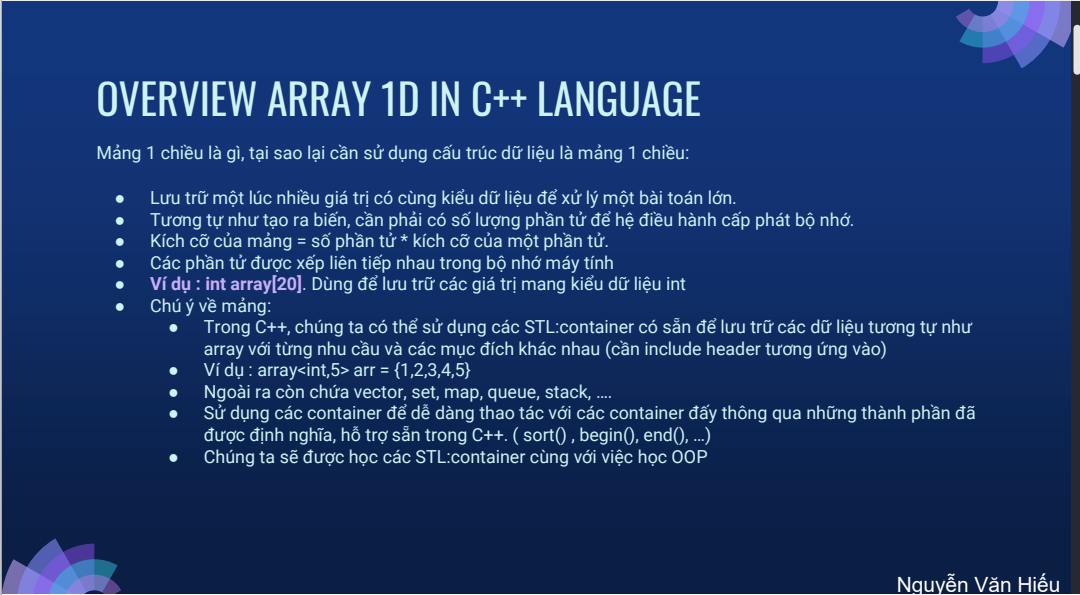 OVERVIEW ARRAY 1D IN C++ LANGUAGE
Mảng 1 chiều là gì, tại sao lại cần sử dụng cấu trúc dữ liệu là mảng 1 chiều:
● Lưu trữ một lúc nhiều giá trị có cùng kiểu dữ liệu để xử lý một bài toán lớn.
● Tương tự như tạo ra biến, cần phải có số lượng phần tử để hệ điều hành cấp phát bộ nhớ.
● Kích cỡ của mảng = số phần tử * kích cỡ của một phần tử.
● Các phần tử được xếp liên tiếp nhau trong bộ nhớ máy tính
● Ví dụ : int array[20]. Dùng để lưu trữ các giá trị mang kiểu dữ liệu int
● Chú ý về mảng:
● Trong C++, chúng ta có thể sử dụng các STL:container có sẵn để lưu trữ các dữ liệu tương tự như
array với từng nhu cầu và các mục đích khác nhau (cần include header tương ứng vào)
● Ví dụ : array<int,5> arr = {1,2,3,4,5}
● Ngoài ra còn chứa vector, set, map, queue, stack, ....
● Sử dụng các container để dễ dàng thao tác với các container đấy thông qua những thành phần đã
được định nghĩa, hỗ trợ sẵn trong C++. ( sort() , begin(), end(), ...)
● Chúng ta sẽ được học các STL:container cùng với việc học OOP
Nguyễn Văn Hiếu